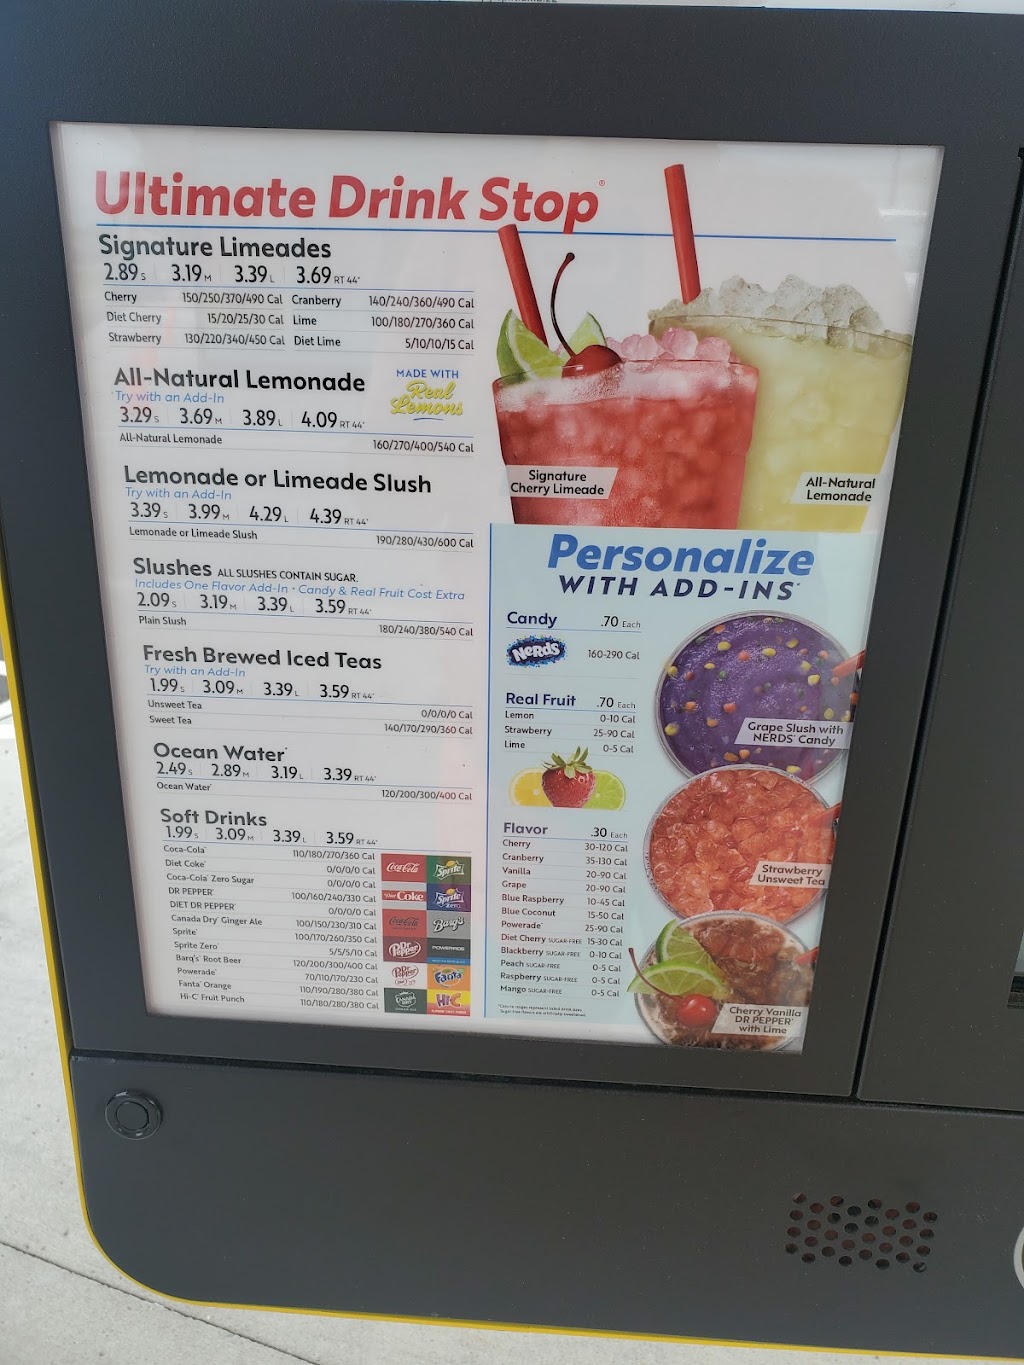 Ultimate Drink Stop®
Signature Limeades
2.89 S 3.19 M 3.39 L 3.69 RT 44®
Cherry 150/250/370/490 Cal Cranberry 140/240/360/490 Cal
Diet Cherry 15/20/25/30 Cal Lime 100/180/270/360 Cal
Strawberry 130/220/340/450 Cal Diet Lime 5/10/10/15 Cal
All-Natural Lemonade
Try with an Add-In
3.29 S 3.69 M 3.89 L 4.09 RT 44®
All-Natural Lemonade 160/270/400/540 Cal
MADE WITH
Real
Lemons
Lemonade or Limeade Slush
Try with an Add-In
3.39 S 3.99 M 4.29 L 4.39 RT 44®
Lemonade or Limeade Slush 190/280/430/600 Cal
Slushes ALL SLUSHES CONTAIN SUGAR.
Includes One Flavor Add-In • Candy & Real Fruit Cost Extra
2.09 S 3.19 M 3.39 L 3.59 RT 44®
Plain Slush 180/240/380/540 Cal
Fresh Brewed Iced Teas
Try with an Add-In
1.99 S 3.09 M 3.39 L 3.59 RT 44®
Unsweet Tea 0/0/0/0 Cal
Sweet Tea 140/170/290/360 Cal
Ocean Water®
2.49 S 2.89 M 3.19 L 3.39 RT 44®
Ocean Water® 120/200/300/400 Cal
Soft Drinks
1.99 S 3.09 M 3.39 L 3.59 RT 44®
Coca-Cola® 110/180/270/360 Cal
Diet Coke® 0/0/0/0 Cal
Coca-Cola® Zero Sugar 0/0/0/0 Cal
DR PEPPER® 100/160/240/330 Cal
DIET DR PEPPER® 0/0/0/0 Cal
Canada Dry® Ginger Ale 100/150/230/310 Cal
Sprite® 100/170/260/350 Cal
Sprite Zero® 5/5/5/10 Cal
Barq's® Root Beer 120/200/300/400 Cal
Powerade® 70/110/170/230 Cal
Fanta® Orange 110/190/280/380 Cal
Hi-C® Fruit Punch 110/180/280/380 Cal
Coca-Cola Sprite
Diet Coke Sprite ZERO
Coca-Cola Barq's
Dr Pepper POWERADE
Dr Pepper Fanta
CANADA DRY Hi-C
Signature
Cherry Limeade
All-Natural
Lemonade
Personalize
WITH ADD-INS*
Candy .70 Each
NERDS 160-290 Cal
Real Fruit .70 Each
Lemon 0-10 Cal
Strawberry 25-90 Cal
Lime 0-5 Cal
Flavor .30 Each
Cherry 30-120 Cal
Cranberry 35-130 Cal
Vanilla 20-90 Cal
Grape 20-90 Cal
Blue Raspberry 10-45 Cal
Blue Coconut 15-50 Cal
Powerade® 25-90 Cal
Diet Cherry SUGAR-FREE 15-30 Cal
Blackberry SUGAR-FREE 0-10 Cal
Peach SUGAR-FREE 0-5 Cal
Raspberry SUGAR-FREE 0-5 Cal
Mango SUGAR-FREE 0-5 Cal
Grape Slush with
NERDS® Candy
Strawberry
Unsweet Tea
Cherry Vanilla
DR PEPPER®
with Lime